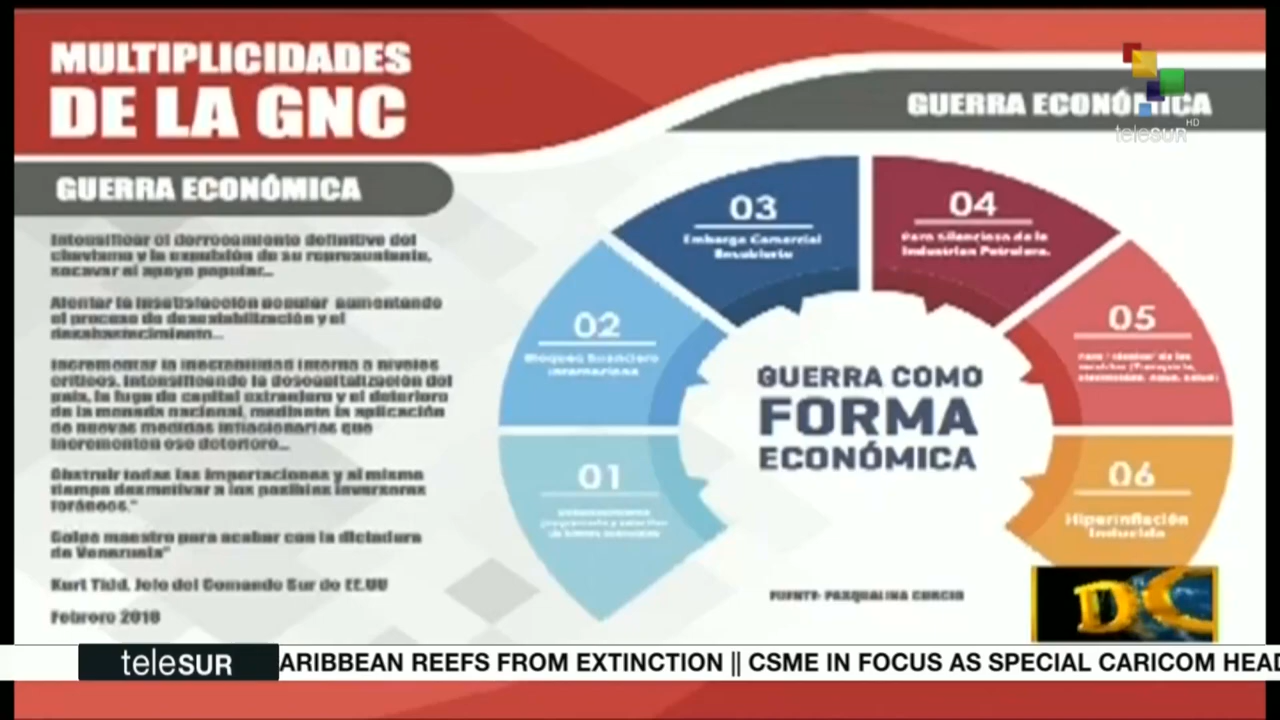 MULTIPLICIDADES
DE LA GNC
GUERRA ECONÓMICA
teleSUR
HD
GUERRA ECONÓMICA
Intensificar el derrocamiento definitivo del
chavismo y la expulsión de su representante,
socavar el apoyo popular...
Alentar la insatisfacción popular aumentando
el proceso de desestabilización y el
desabastecimiento...
Incrementar la inestabilidad interna a niveles
críticos, intensificando la descapitalización del
país, la fuga de capital extranjero y el deterioro
de la moneda nacional, mediante la aplicación
de nuevas medidas inflacionarias que
incrementen ese deterioro...
Obstruir todas las importaciones y al mismo
tiempo desmotivar a los posibles inversores
foráneos."
Golpe maestro para acabar con la dictadura
de Venezuela"
Kurt Tidd, Jefe del Comando Sur de EE.UU
Febrero 2018
01
02
Bloqueo financiero
internacional
03
Embargo Comercial
Encubierto
04
Paro Silencioso de la
Industrias Petrolera.
05
06
Hiperinflación
Inducida
GUERRA COMO
FORMA
ECONÓMICA
FUENTE: PASQUALINA CURCIO
DC
teleSUR
ARIBBEAN REEFS FROM EXTINCTION || CSME IN FOCUS AS SPECIAL CARICOM HEAD